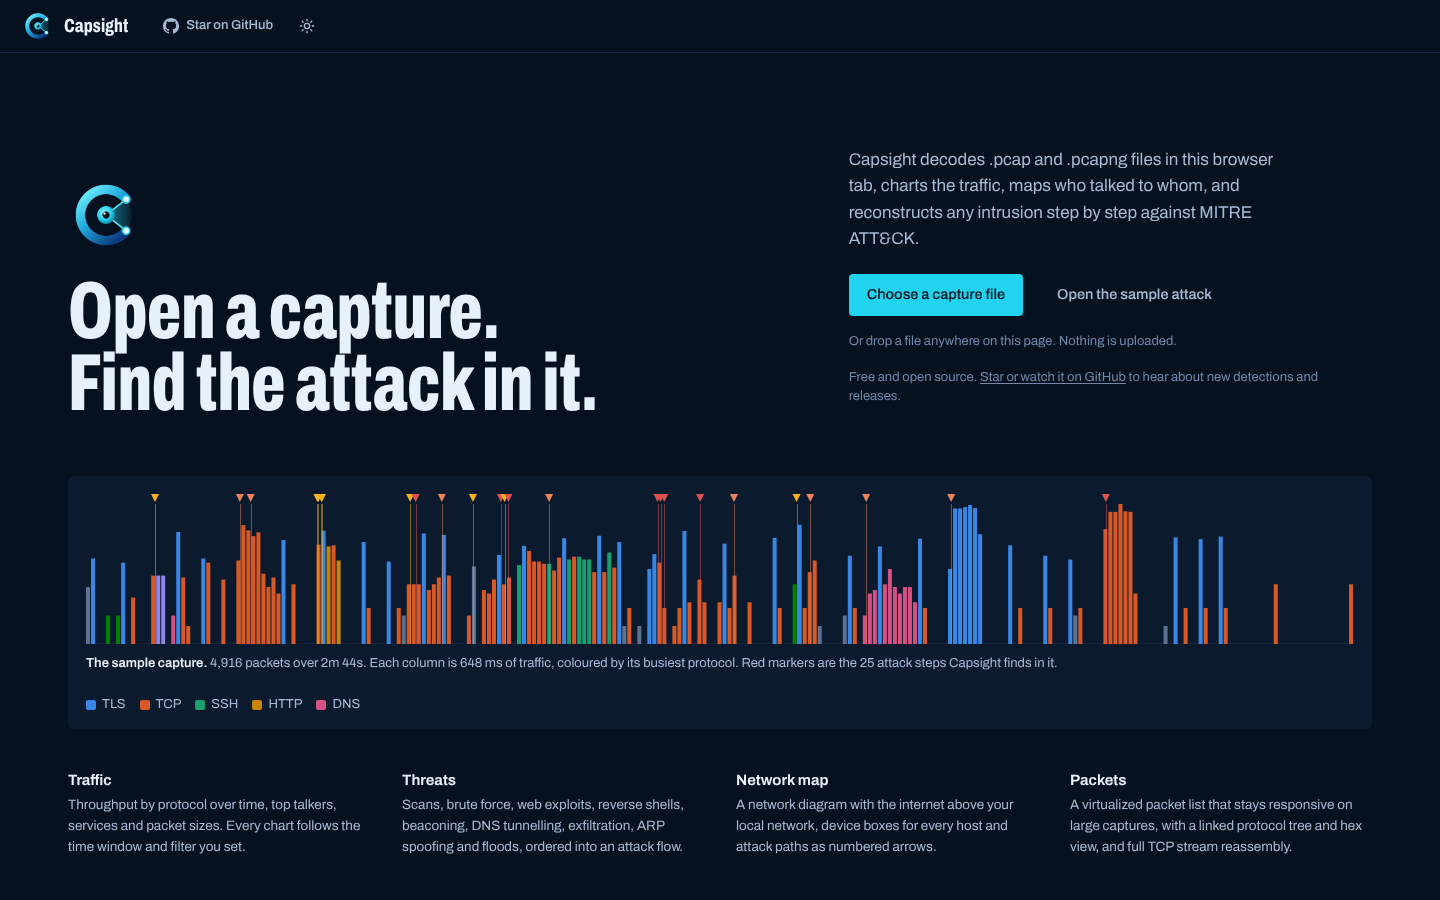 Capsight
Star on GitHub
Open a capture.
Find the attack in it.
Capsight decodes .pcap and .pcapng files in this browser
tab, charts the traffic, maps who talked to whom, and
reconstructs any intrusion step by step against MITRE
ATT&CK.
Choose a capture file
Open the sample attack
Or drop a file anywhere on this page. Nothing is uploaded.
Free and open source. Star or watch it on GitHub to hear about new detections and
releases.
The sample capture. 4,916 packets over 2m 44s. Each column is 648 ms of traffic, coloured by its busiest protocol. Red markers are the 25 attack steps Capsight finds in it.
TLS TCP SSH HTTP DNS
Traffic
Throughput by protocol over time, top talkers,
services and packet sizes. Every chart follows the
time window and filter you set.
Threats
Scans, brute force, web exploits, reverse shells,
beaconing, DNS tunnelling, exfiltration, ARP
spoofing and floods, ordered into an attack flow.
Network map
A network diagram with the internet above your
local network, device boxes for every host and
attack paths as numbered arrows.
Packets
A virtualized packet list that stays responsive on
large captures, with a linked protocol tree and hex
view, and full TCP stream reassembly.